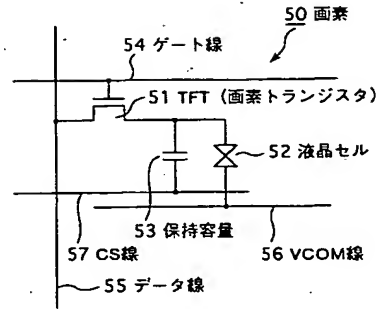 50 画素
54 ゲート線
51 TFT (画素トランジスタ)
52 液晶セル
53 保持容量
57 CS線
56 VCOM線
55 データ線